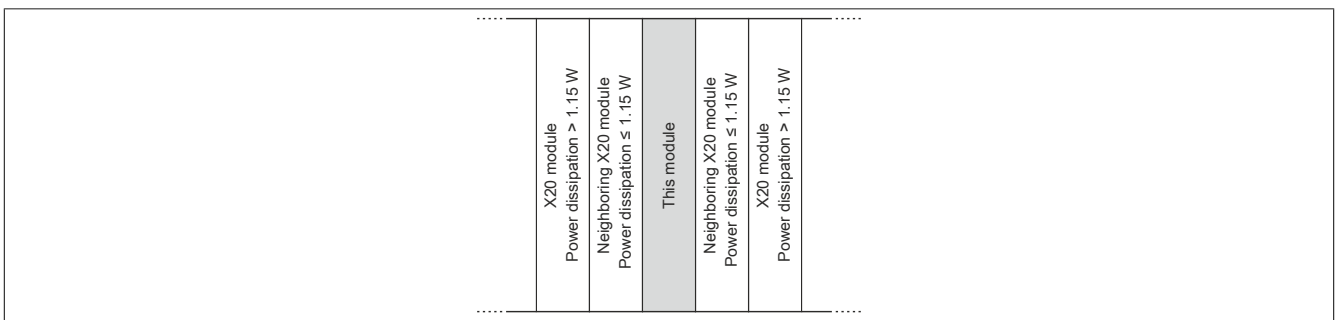 X20 module
Power dissipation > 1.15 W
Neighboring X20 module
Power dissipation ≤ 1.15 W
This module
Neighboring X20 module
Power dissipation ≤ 1.15 W
X20 module
Power dissipation > 1.15 W